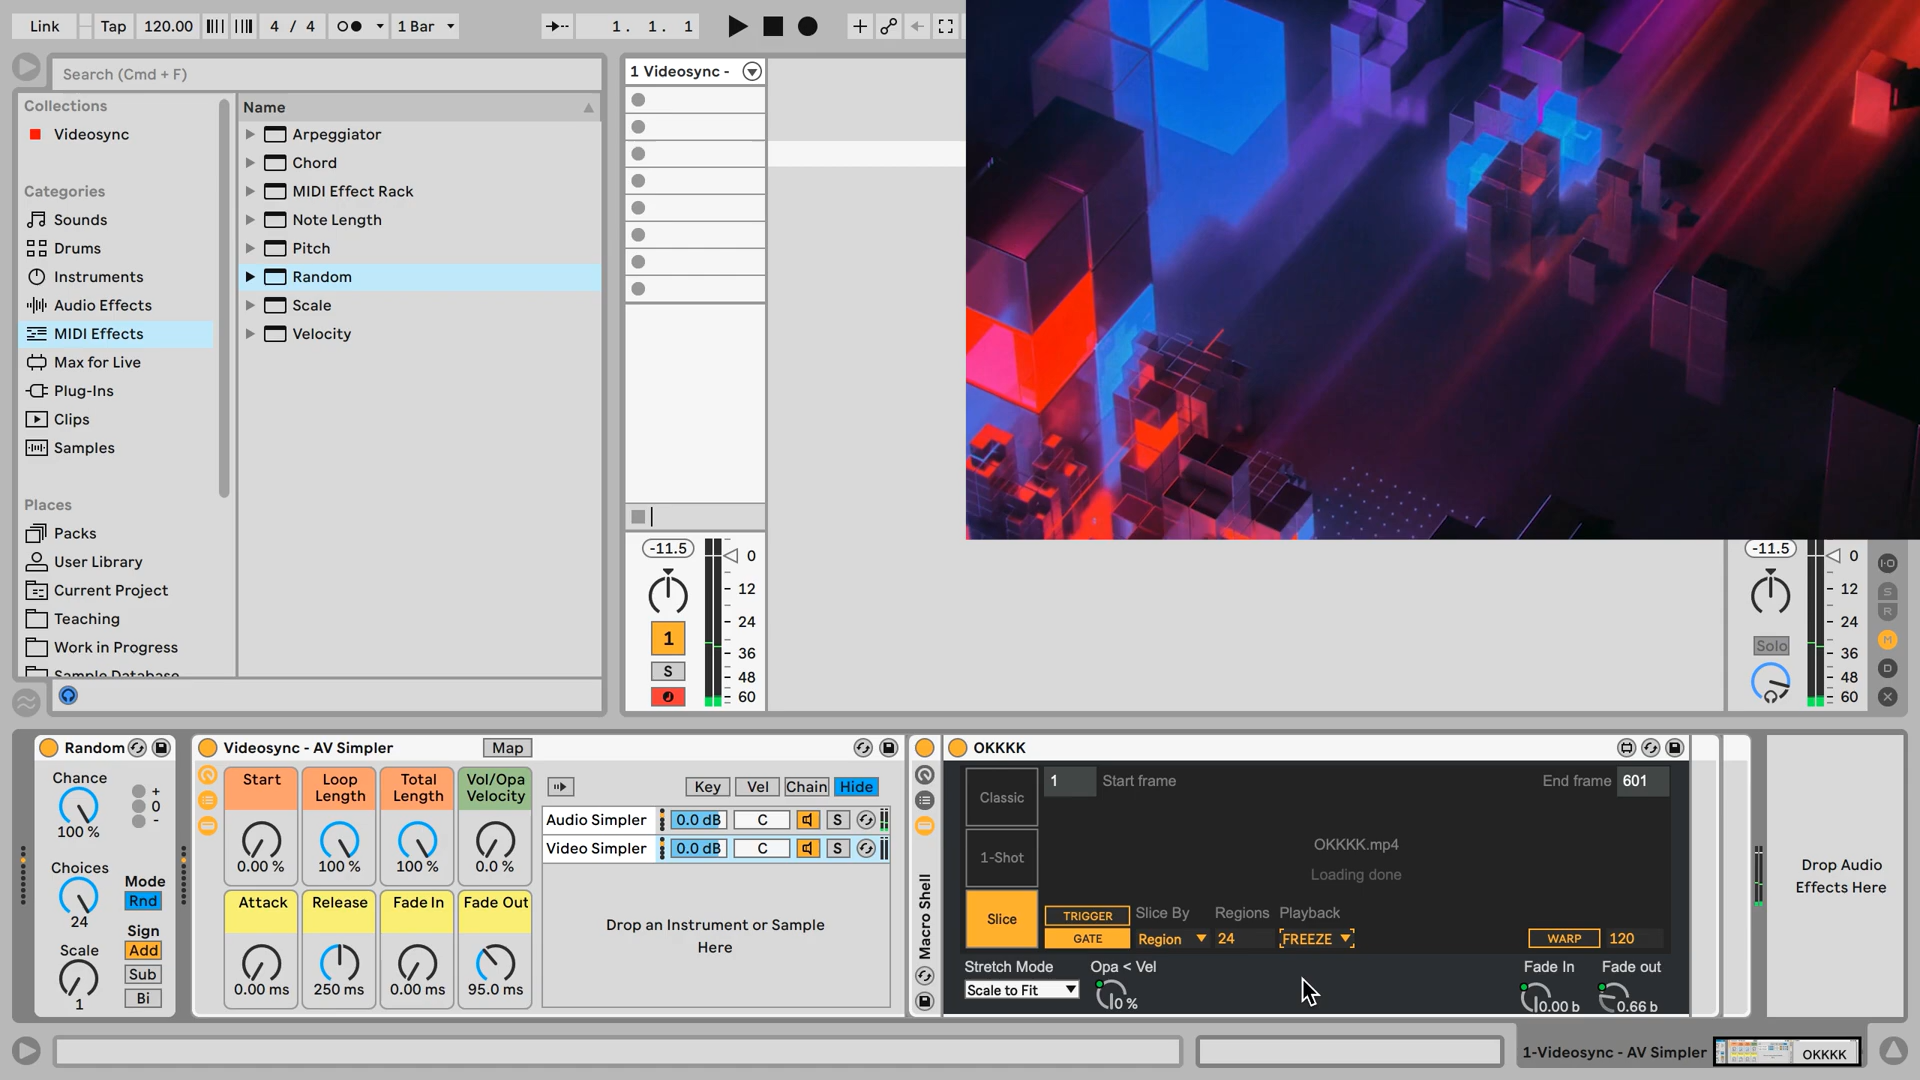 Link
Tap
120.00
4 / 4
1 Bar
1. 1. 1
Search (Cmd + F)
Collections
Videosync
Categories
Sounds
Drums
Instruments
Audio Effects
MIDI Effects
Max for Live
Plug-Ins
Clips
Samples
Places
Packs
User Library
Current Project
Teaching
Work in Progress
Sample Database
Name
Arpeggiator
Chord
MIDI Effect Rack
Note Length
Pitch
Random
Scale
Velocity
1 Videosync -
-11.5
0
12
24
36
48
60
1
S
-11.5
0
12
24
36
48
60
Solo
I·O
S
R
M
D
X
Random
Chance
100 %
+
0
-
Choices
24
Mode
Rnd
Sign
Add
Sub
Bi
Scale
1
Videosync - AV Simpler
Map
Start
0.00 %
Loop Length
100 %
Total Length
100 %
Vol/Opa Velocity
0.0 %
Attack
0.00 ms
Release
250 ms
Fade In
0.00 ms
Fade Out
95.0 ms
Key
Vel
Chain
Hide
Audio Simpler
0.0 dB
C
S
Video Simpler
0.0 dB
C
S
Drop an Instrument or Sample
Here
Macro Shell
OKKKK
Classic
1-Shot
Slice
1
Start frame
End frame
601
OKKKK.mp4
Loading done
TRIGGER
GATE
Slice By
Region
Regions
24
Playback
FREEZE
WARP
120
Stretch Mode
Scale to Fit
Opa < Vel
0 %
Fade In
0.00 b
Fade out
0.66 b
Drop Audio
Effects Here
1-Videosync - AV Simpler
OKKKK